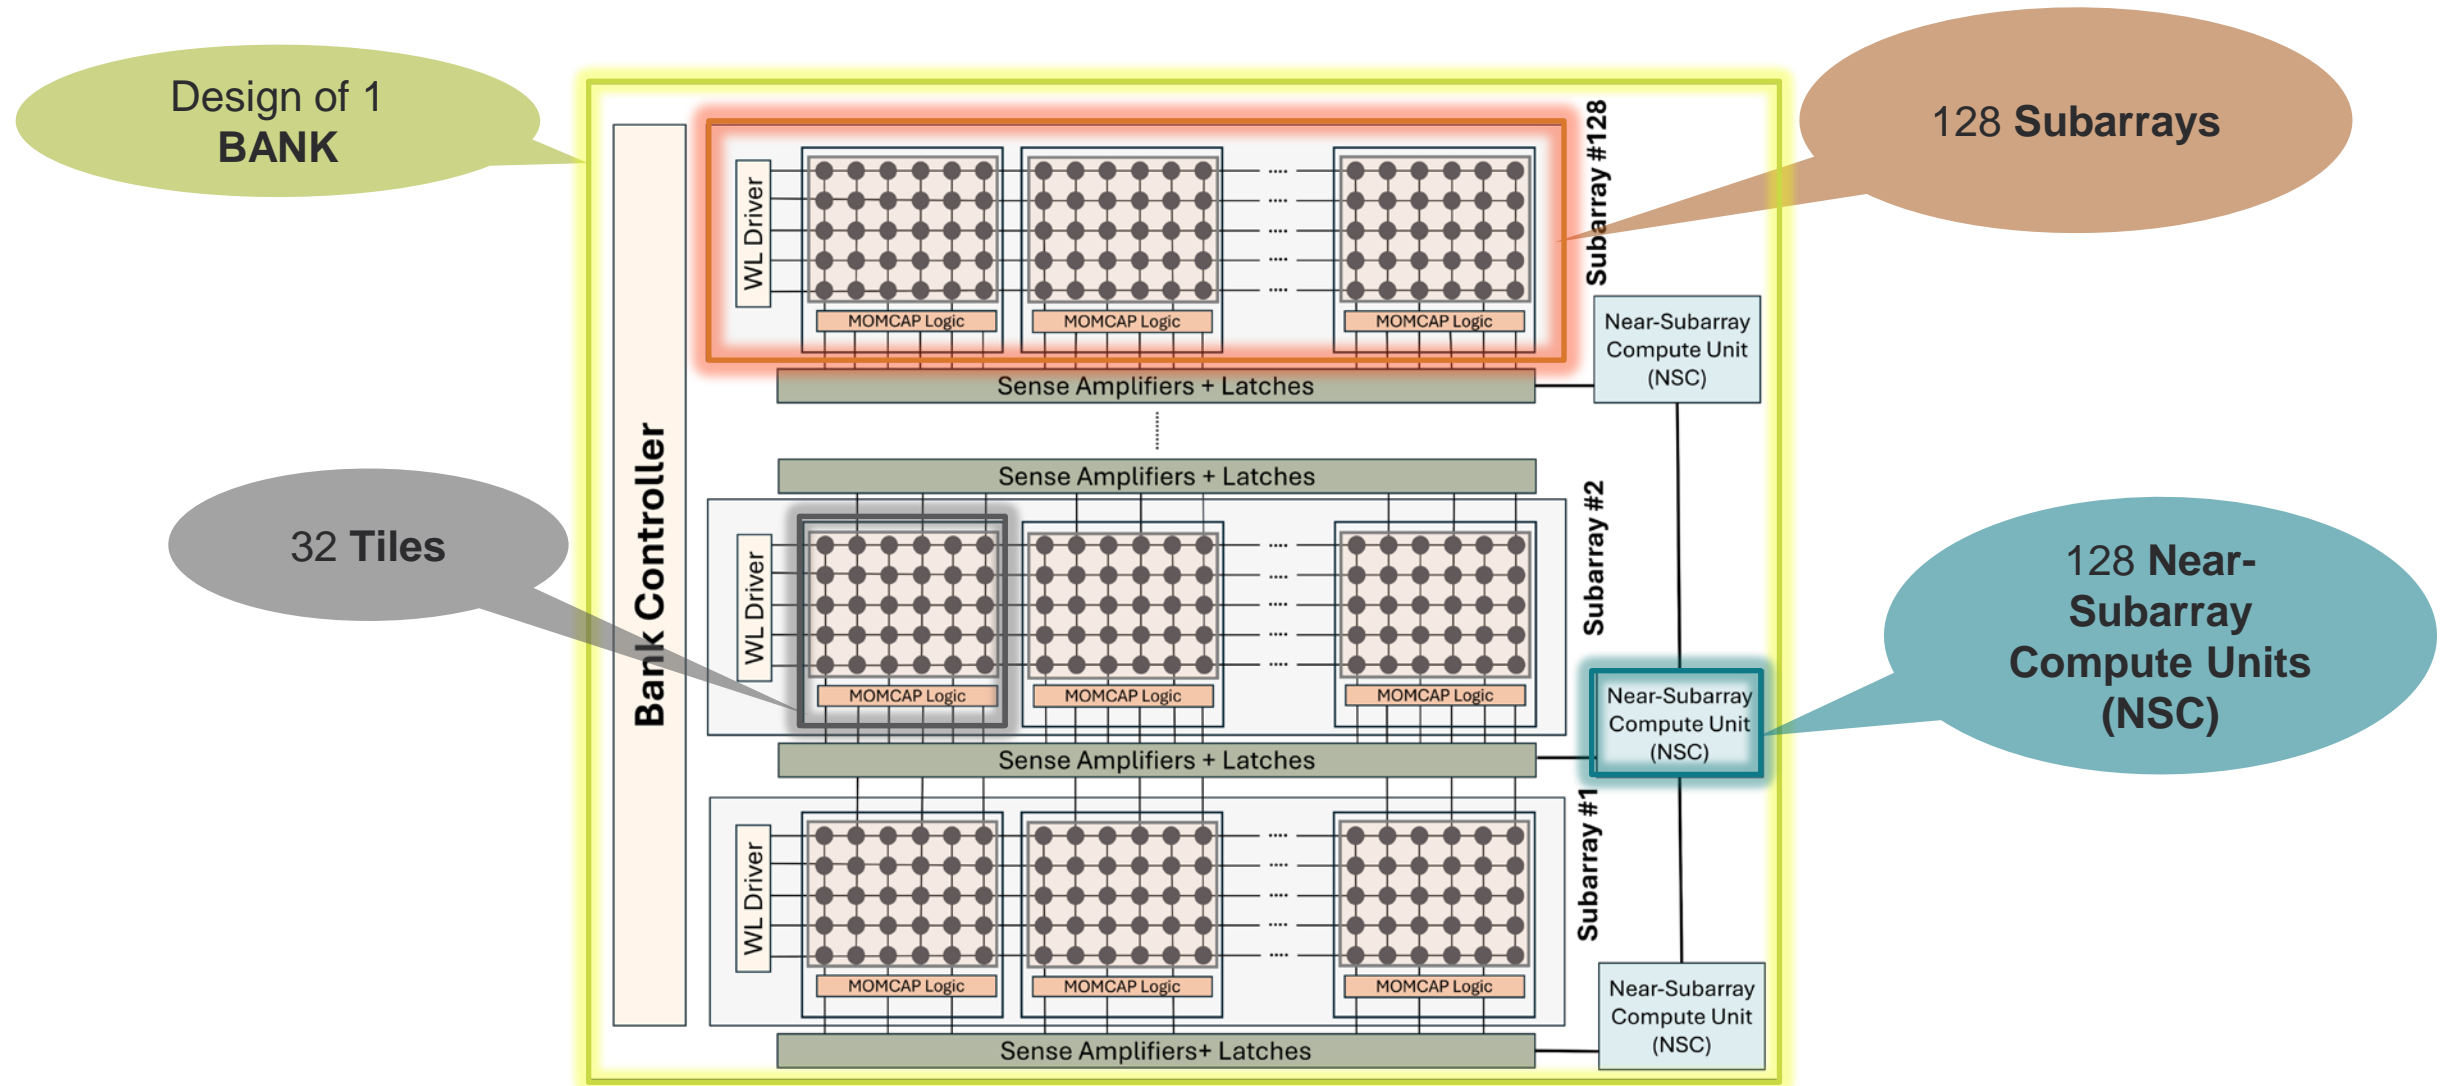 Design of 1
BANK
128 Subarrays
32 Tiles
128 Near-
Subarray
Compute Units
(NSC)
Bank Controller
WL Driver
MOMCAP Logic
MOMCAP Logic
MOMCAP Logic
....
....
....
....
....
Subarray #128
Sense Amplifiers + Latches
Near-Subarray
Compute Unit
(NSC)
Sense Amplifiers + Latches
WL Driver
MOMCAP Logic
MOMCAP Logic
MOMCAP Logic
....
....
....
....
....
Subarray #2
Sense Amplifiers + Latches
Near-Subarray
Compute Unit
(NSC)
WL Driver
MOMCAP Logic
MOMCAP Logic
MOMCAP Logic
....
....
....
....
....
Subarray #1
Sense Amplifiers+ Latches
Near-Subarray
Compute Unit
(NSC)